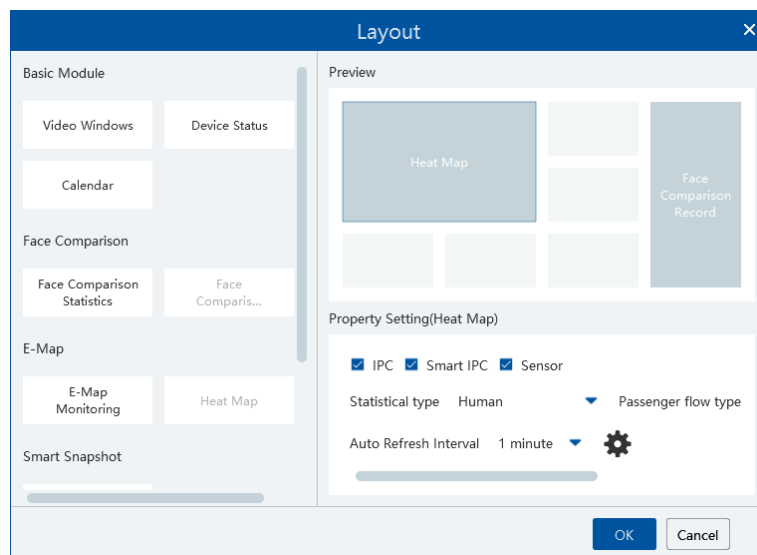 Layout
Basic Module
Video Windows
Device Status
Calendar
Face Comparison
Face Comparison
Statistics
Face
Comparis...
E-Map
E-Map
Monitoring
Heat Map
Smart Snapshot
Preview
Heat Map
Face
Comparison
Record
Property Setting(Heat Map)
IPC Smart IPC Sensor
Statistical type Human Passenger flow type
Auto Refresh Interval 1 minute
OK Cancel